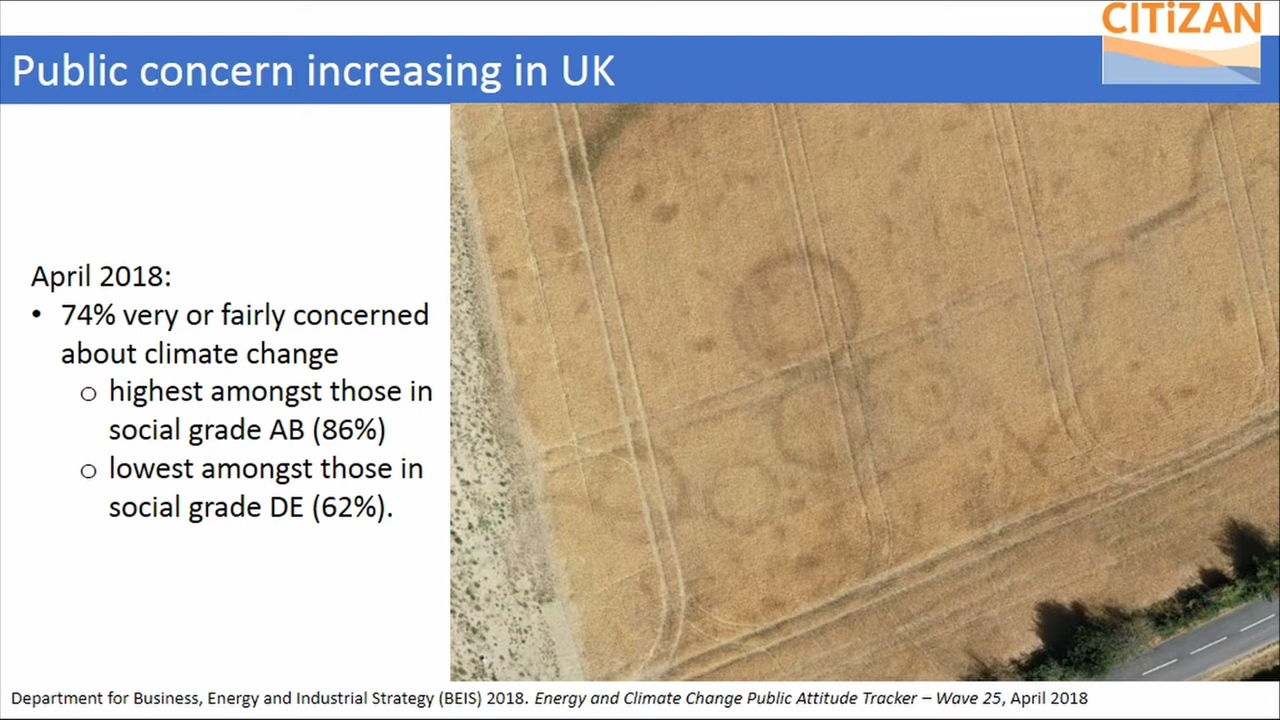 CITiZAN
Public concern increasing in UK
April 2018:
• 74% very or fairly concerned
about climate change
o highest amongst those in
social grade AB (86%)
o lowest amongst those in
social grade DE (62%).
Department for Business, Energy and Industrial Strategy (BEIS) 2018. Energy and Climate Change Public Attitude Tracker – Wave 25, April 2018